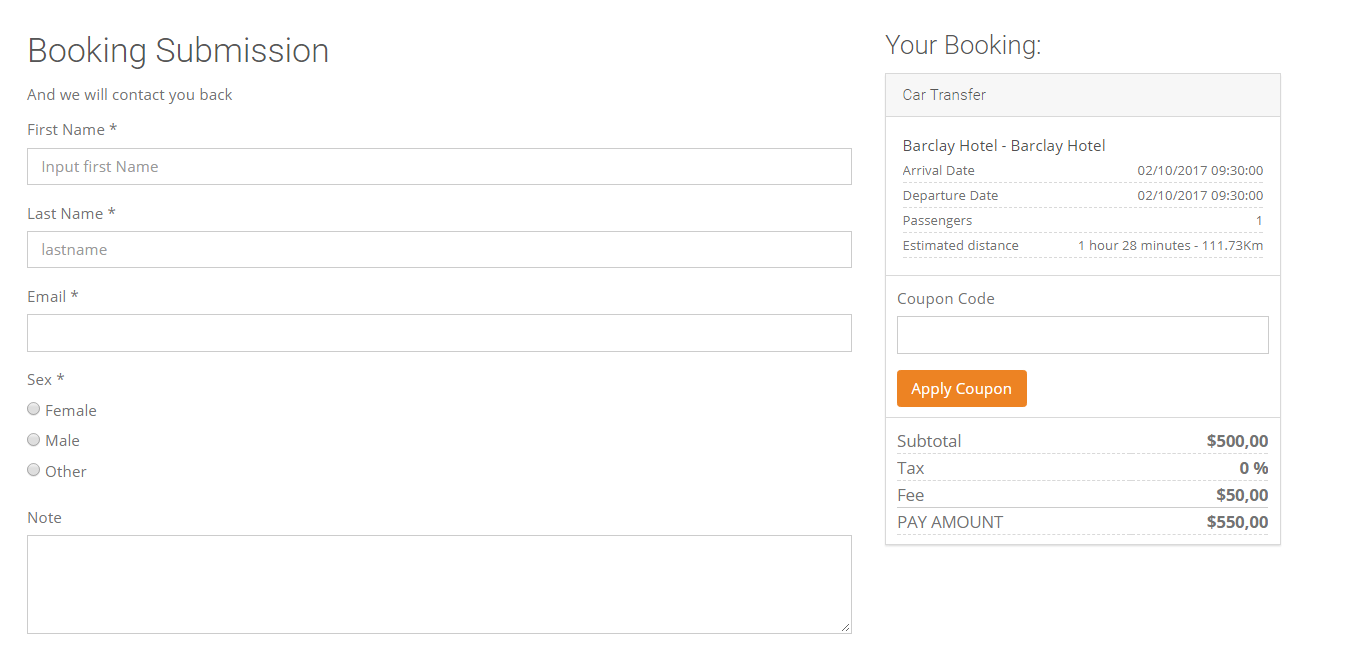 Booking Submission
And we will contact you back
First Name *
Input first Name
Last Name *
lastname
Email *
Sex *
Female
Male
Other
Note
Your Booking:
Car Transfer
Barclay Hotel - Barclay Hotel
Arrival Date 02/10/2017 09:30:00
Departure Date 02/10/2017 09:30:00
Passengers 1
Estimated distance 1 hour 28 minutes - 111.73Km
Coupon Code
Apply Coupon
Subtotal $500,00
Tax 0 %
Fee $50,00
PAY AMOUNT $550,00